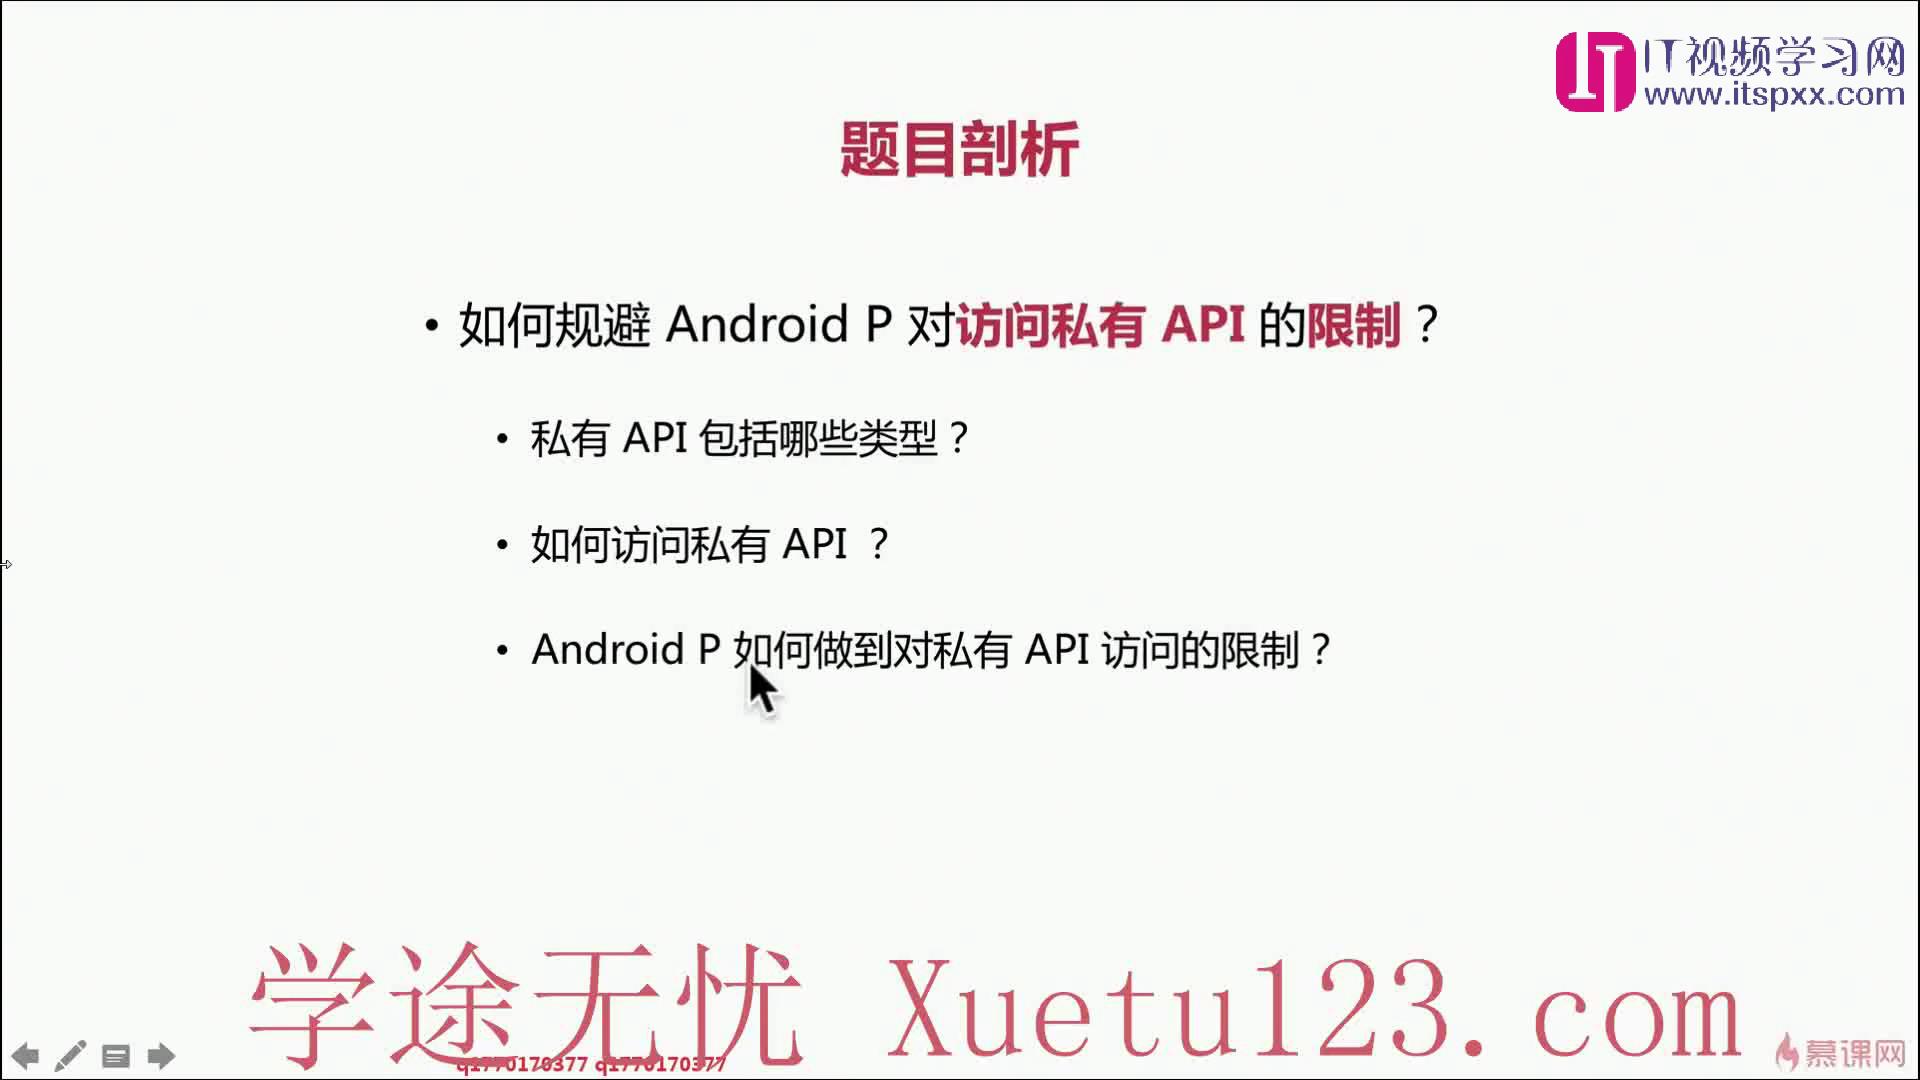 IT视频学习网
www.itspxx.com
题目剖析
• 如何规避 Android P 对访问私有 API 的限制？
• 私有 API 包括哪些类型？
• 如何访问私有 API ？
• Android P 如何做到对私有 API 访问的限制？
学途无忧 Xuetu123.com
q1770170377 q1770170377
慕课网